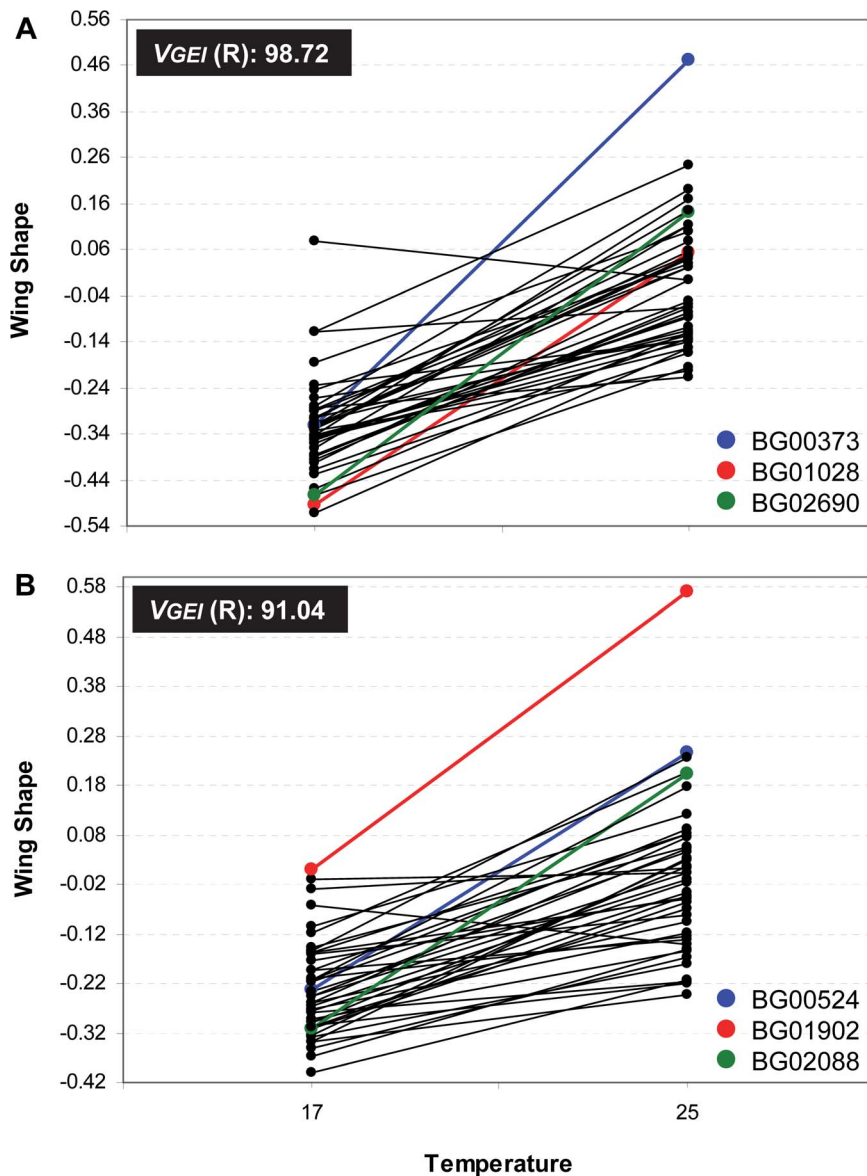 A
VGEI (R): 98.72
0.56
0.46
0.36
0.26
0.16
0.06
-0.04
-0.14
-0.24
-0.34
-0.44
-0.54
Wing Shape
BG00373
BG01028
BG02690
B
VGEI (R): 91.04
0.58
0.48
0.38
0.28
0.18
0.08
-0.02
-0.12
-0.22
-0.32
-0.42
Wing Shape
BG00524
BG01902
BG02088
17 25
Temperature